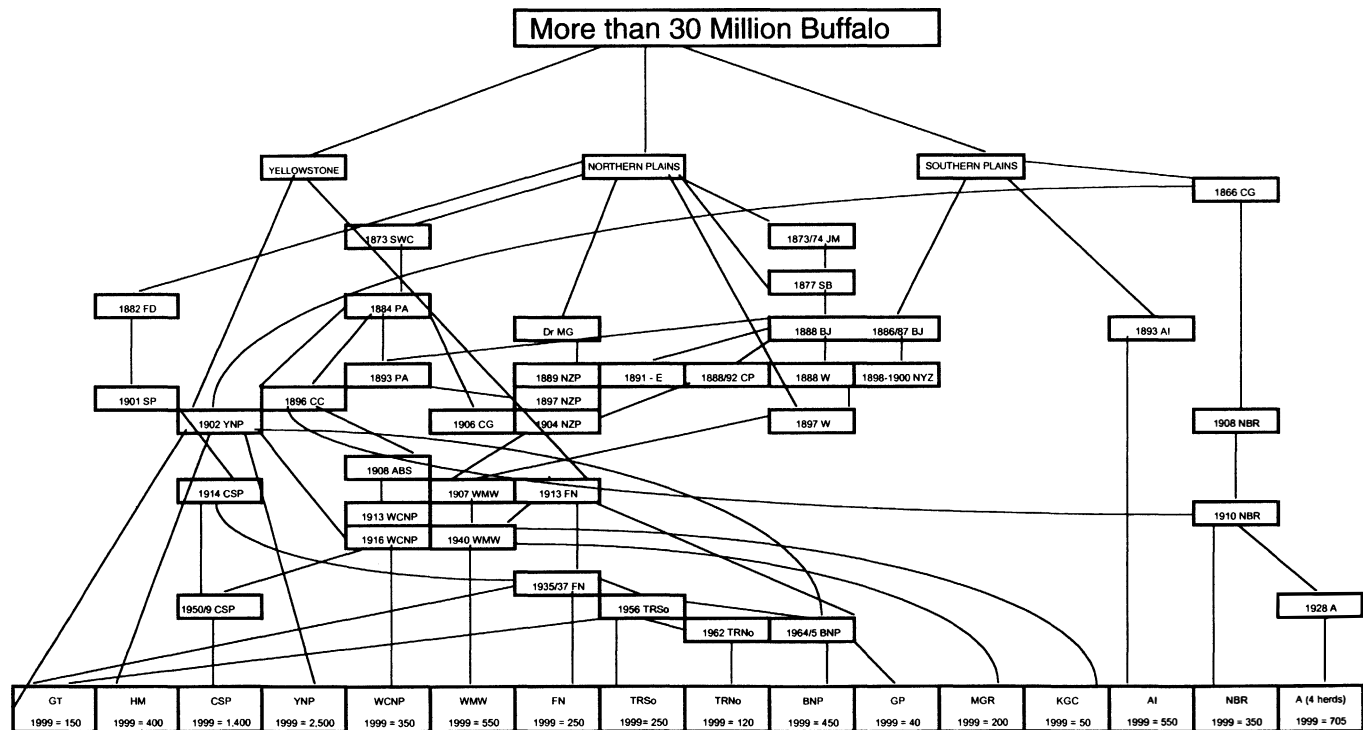 More than 30 Million Buffalo
YELLOWSTONE
NORTHERN PLAINS
SOUTHERN PLAINS
1866 CG
1873 SWC
1873/74 JM
1877 SB
1882 FD
1884 PA
Dr MG
1888 BJ
1886/87 BJ
1893 AI
1893 PA
1889 NZP
1891 - E
1888/92 CP
1888 W
1898-1900 NYZ
1901 SP
1896 CC
1897 NZP
1902 YNP
1906 CG
1904 NZP
1897 W
1908 NBR
1908 ABS
1914 CSP
1907 WMW
1913 FN
1913 WCNP
1910 NBR
1916 WCNP
1940 WMW
1935/37 FN
1950/9 CSP
1956 TRSo
1928 A
1962 TRNo
1964/5 BNP
GT
HM
CSP
YNP
WCNP
WMW
FN
TRSo
TRNo
BNP
GP
MGR
KGC
AI
NBR
A (4 herds)
1999 = 150
1999 = 400
1999 = 1,400
1999 = 2,500
1999 = 350
1999 = 550
1999 = 250
1999 = 250
1999 = 120
1999 = 450
1999 = 40
1999 = 200
1999 = 50
1999 = 550
1999 = 350
1999 = 705